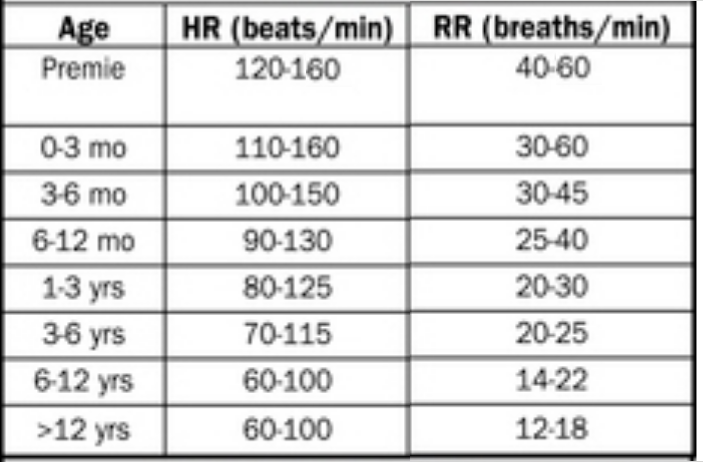 Age HR (beats/min) RR (breaths/min)
Premie 120-160 40-60
0-3 mo 110-160 30-60
3-6 mo 100-150 30-45
6-12 mo 90-130 25-40
1-3 yrs 80-125 20-30
3-6 yrs 70-115 20-25
6-12 yrs 60-100 14-22
>12 yrs 60-100 12-18